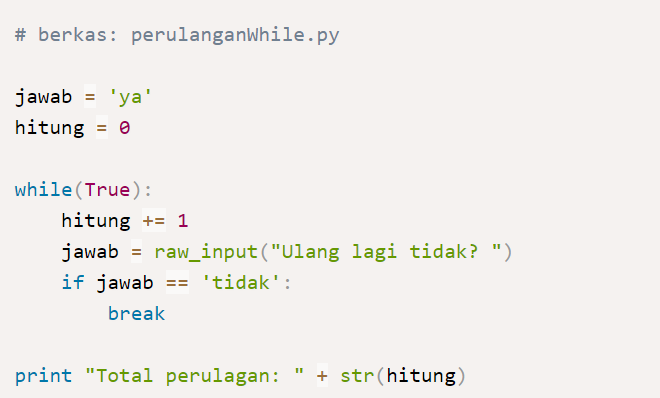 # berkas: perulanganWhile.py
jawab = 'ya'
hitung = 0
while(True):
    hitung += 1
    jawab = raw_input("Ulang lagi tidak? ")
    if jawab == 'tidak':
        break
print "Total perulagan: " + str(hitung)